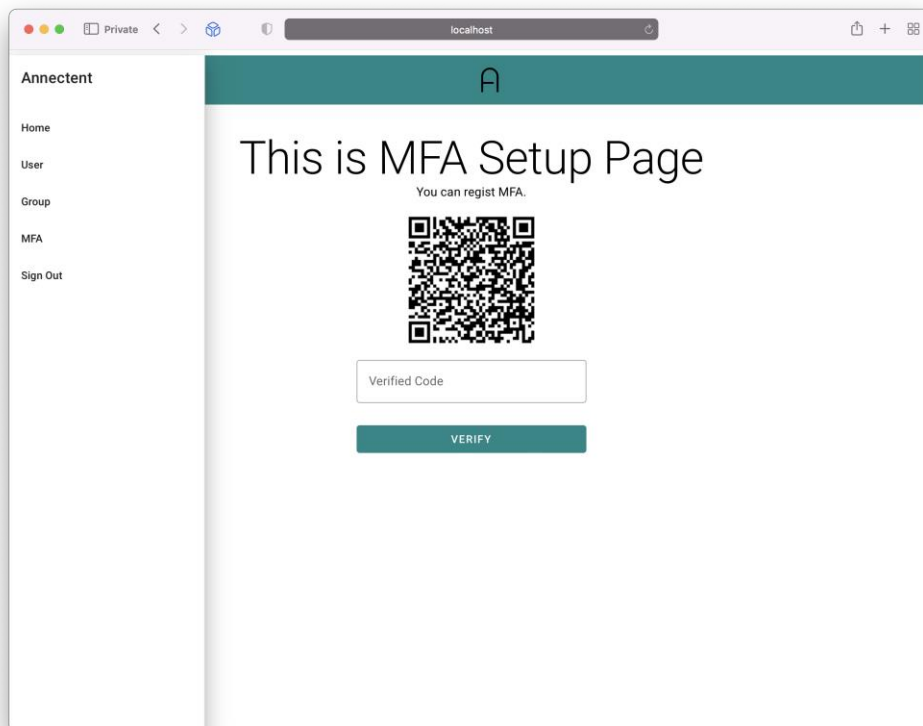 Private
localhost
Annectent
Home
User
Group
MFA
Sign Out
This is MFA Setup Page
You can regist MFA.
Verified Code
VERIFY